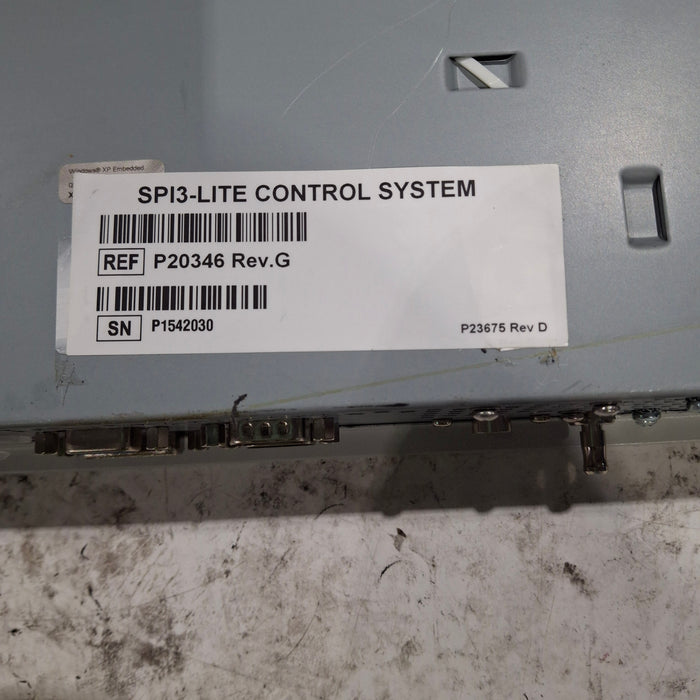 Windows® XP Embedded
SPI3-LITE CONTROL SYSTEM
REF P20346 Rev.G
SN P1542030
P23675 Rev D